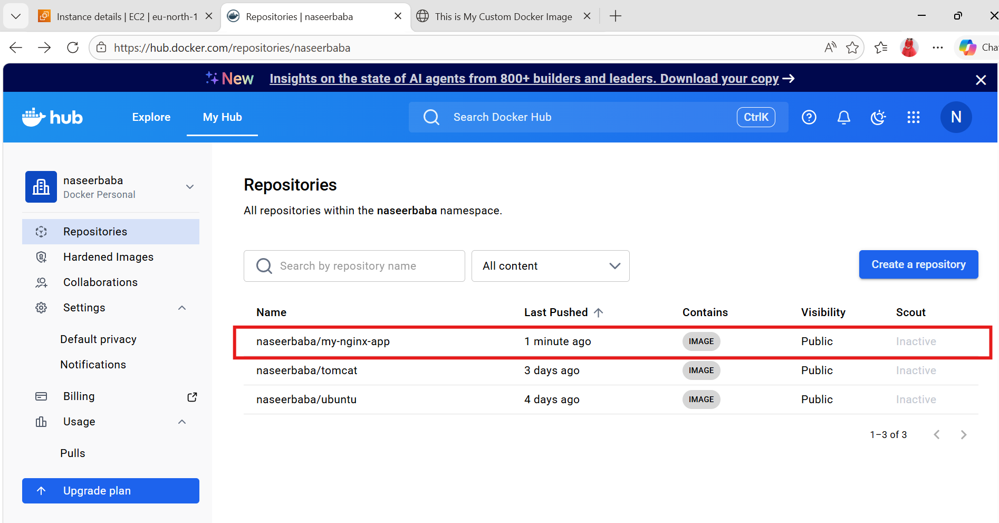 Instance details | EC2 | eu-north-1
Repositories | naseerbaba
This is My Custom Docker Image
https://hub.docker.com/repositories/naseerbaba
A
New Insights on the state of AI agents from 800+ builders and leaders. Download your copy →
hub
Explore
My Hub
Search Docker Hub
CtrlK
N
naseerbaba
Docker Personal
Repositories
Hardened Images
Collaborations
Settings
Default privacy
Notifications
Billing
Usage
Pulls
Upgrade plan
Repositories
All repositories within the naseerbaba namespace.
Search by repository name
All content
Create a repository
Name Last Pushed Contains Visibility Scout
naseerbaba/my-nginx-app 1 minute ago IMAGE Public Inactive
naseerbaba/tomcat 3 days ago IMAGE Public Inactive
naseerbaba/ubuntu 4 days ago IMAGE Public Inactive
1–3 of 3